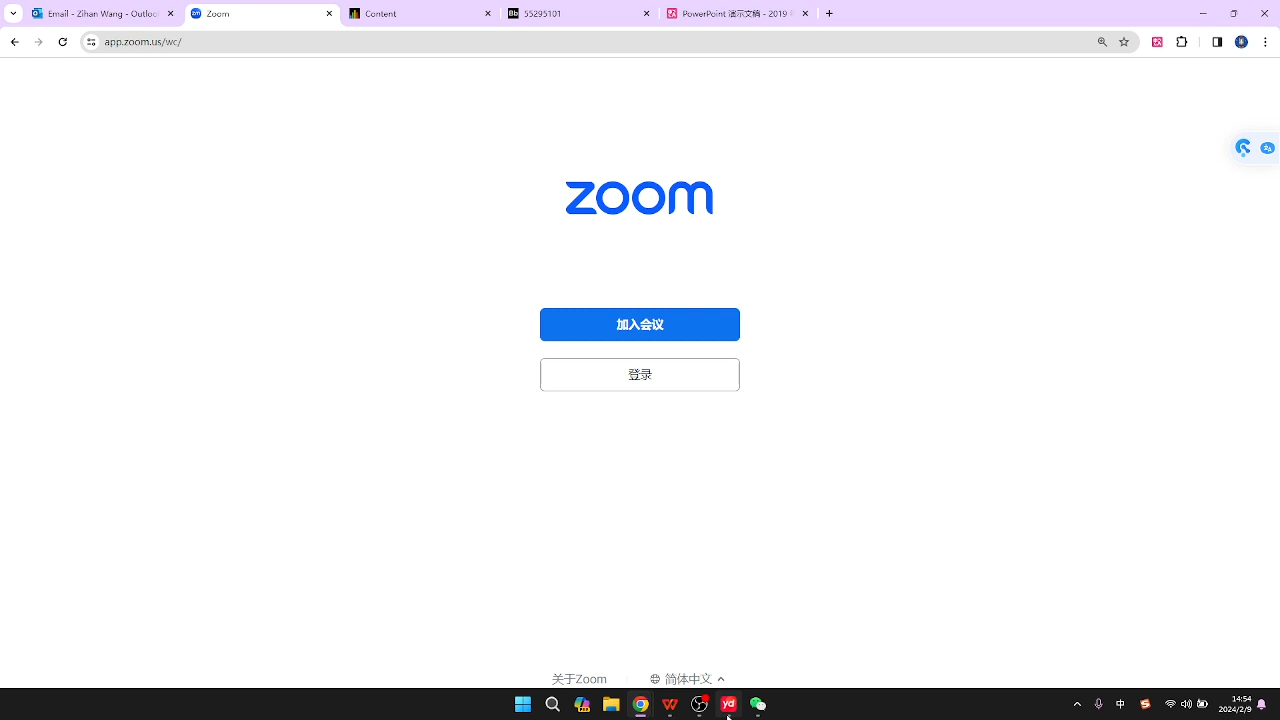 Email - Zihan Wang - Outloo
Zoom
Content
Bb 55295101
PowerPoint 演示文稿 - 2019
app.zoom.us/wc/
zoom
加入会议
登录
关于Zoom
简体中文
yd
中
14:54
2024/2/9